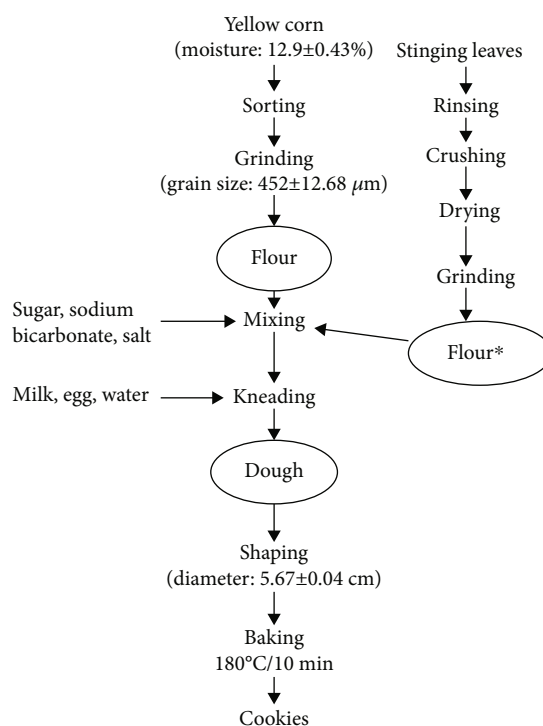 Yellow corn
(moisture: 12.9±0.43%)
Sorting
Grinding
(grain size: 452±12.68 μm)
Flour
Stinging leaves
Rinsing
Crushing
Drying
Grinding
Flour*
Sugar, sodium
bicarbonate, salt
Mixing
Milk, egg, water
Kneading
Dough
Shaping
(diameter: 5.67±0.04 cm)
Baking
180°C/10 min
Cookies